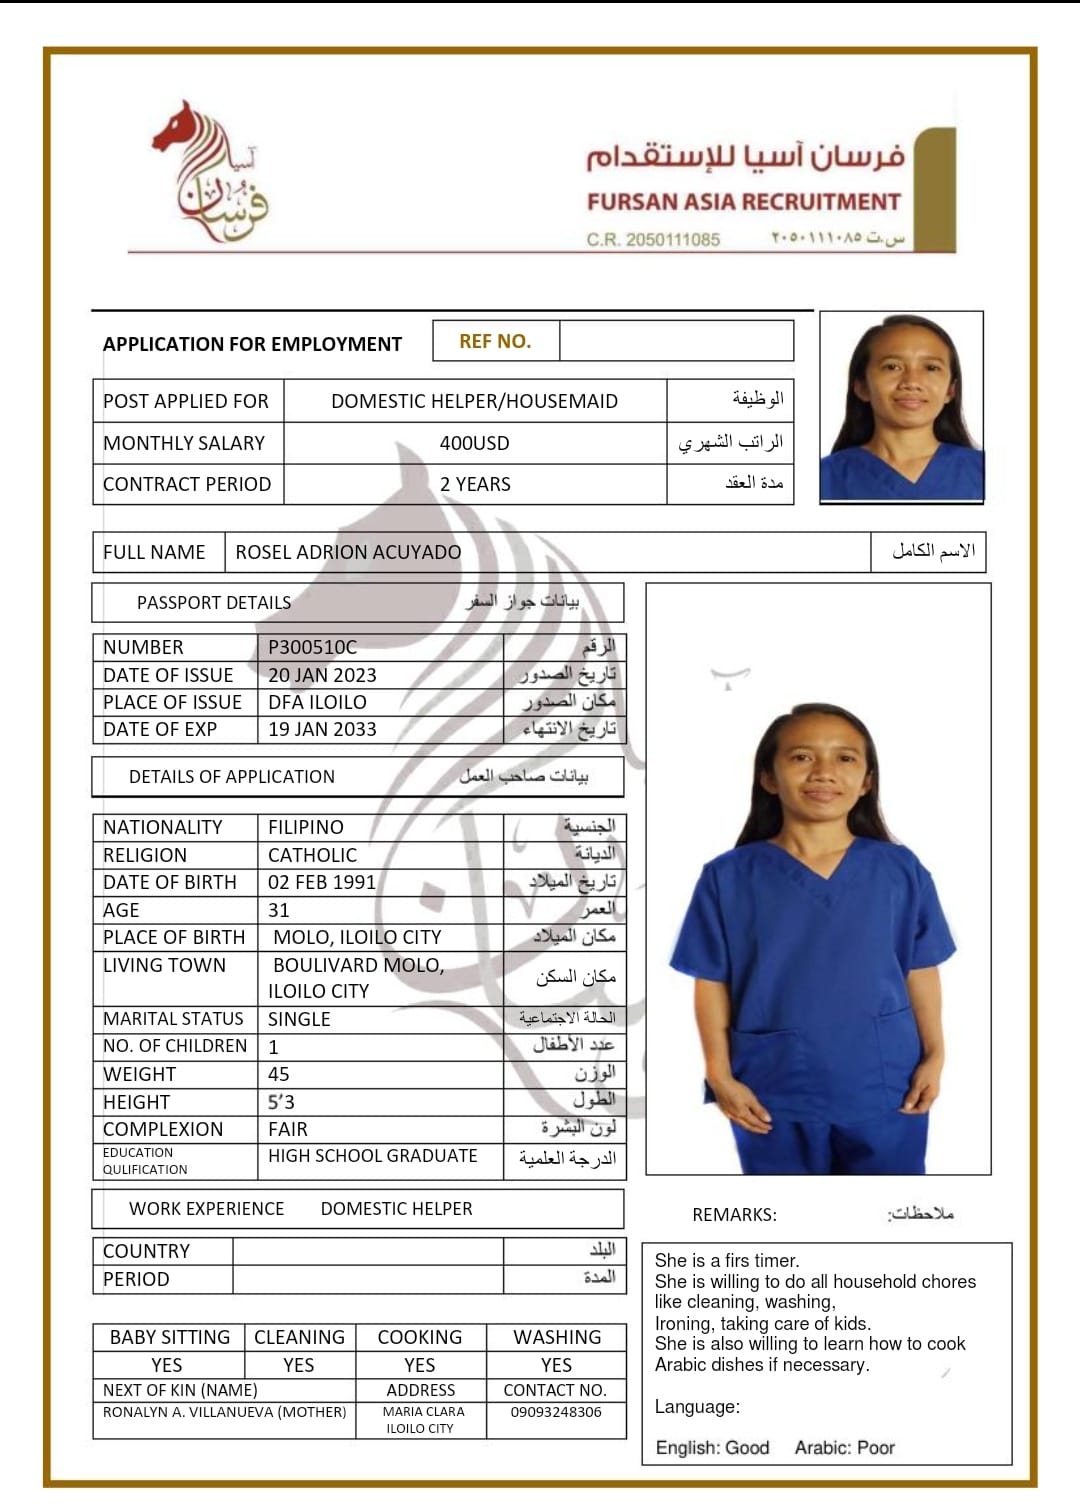 آسيا
فرسان
فرسان آسيا للإستقدام
FURSAN ASIA RECRUITMENT
C.R. 2050111085 س.ت ٢٠٥٠١١١٠٨٥
APPLICATION FOR EMPLOYMENT REF NO.
POST APPLIED FOR DOMESTIC HELPER/HOUSEMAID الوظيفة
MONTHLY SALARY 400USD الراتب الشهري
CONTRACT PERIOD 2 YEARS مدة العقد
FULL NAME ROSEL ADRION ACUYADO الاسم الكامل
PASSPORT DETAILS بيانات جواز السفر
NUMBER P300510C الرقم
DATE OF ISSUE 20 JAN 2023 تاريخ الصدور
PLACE OF ISSUE DFA ILOILO مكان الصدور
DATE OF EXP 19 JAN 2033 تاريخ الانتهاء
DETAILS OF APPLICATION بيانات صاحب العمل
NATIONALITY FILIPINO الجنسية
RELIGION CATHOLIC الديانة
DATE OF BIRTH 02 FEB 1991 تاريخ الميلاد
AGE 31 العمر
PLACE OF BIRTH MOLO, ILOILO CITY مكان الميلاد
LIVING TOWN BOULIVARD MOLO, مكان السكن
ILOILO CITY
MARITAL STATUS SINGLE الحالة الاجتماعية
NO. OF CHILDREN 1 عدد الأطفال
WEIGHT 45 الوزن
HEIGHT 5’3 الطول
COMPLEXION FAIR لون البشرة
EDUCATION
QULIFICATION HIGH SCHOOL GRADUATE الدرجة العلمية
WORK EXPERIENCE DOMESTIC HELPER
COUNTRY البلد
PERIOD المدة
BABY SITTING CLEANING COOKING WASHING
YES YES YES YES
NEXT OF KIN (NAME) ADDRESS CONTACT NO.
RONALYN A. VILLANUEVA (MOTHER) MARIA CLARA 09093248306
ILOILO CITY
REMARKS: ملاحظات:
She is a firs timer.
She is willing to do all household chores
like cleaning, washing,
Ironing, taking care of kids.
She is also willing to learn how to cook
Arabic dishes if necessary.
Language:
English: Good Arabic: Poor